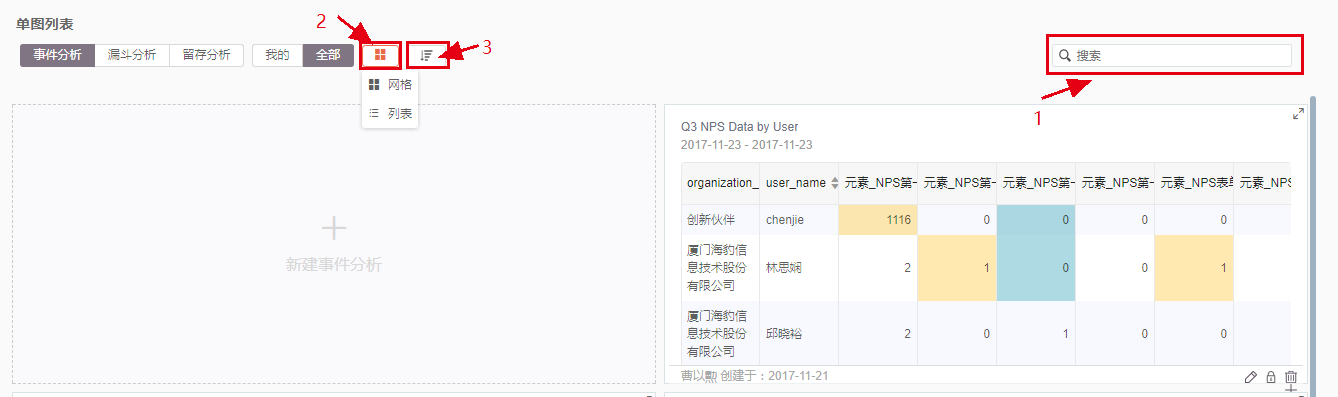 单图列表
2
3
事件分析 漏斗分析 留存分析 我的 全部
搜索
1
网格
列表
新建事件分析
Q3 NPS Data by User
2017-11-23 - 2017-11-23
organization_ user_name 元素_NPS第一 元素_NPS第一 元素_NPS第一 元素_NPS第一 元素_NPS表单 元素_NPS
创新伙伴 chenjie 1116 0 0 0 0
厦门海豹信
息技术股份
有限公司
林思娴 2 1 0 0 1
厦门海豹信
息技术股份
有限公司
邱晓裕 2 0 1 0 0
曹以勲 创建于：2017-11-21